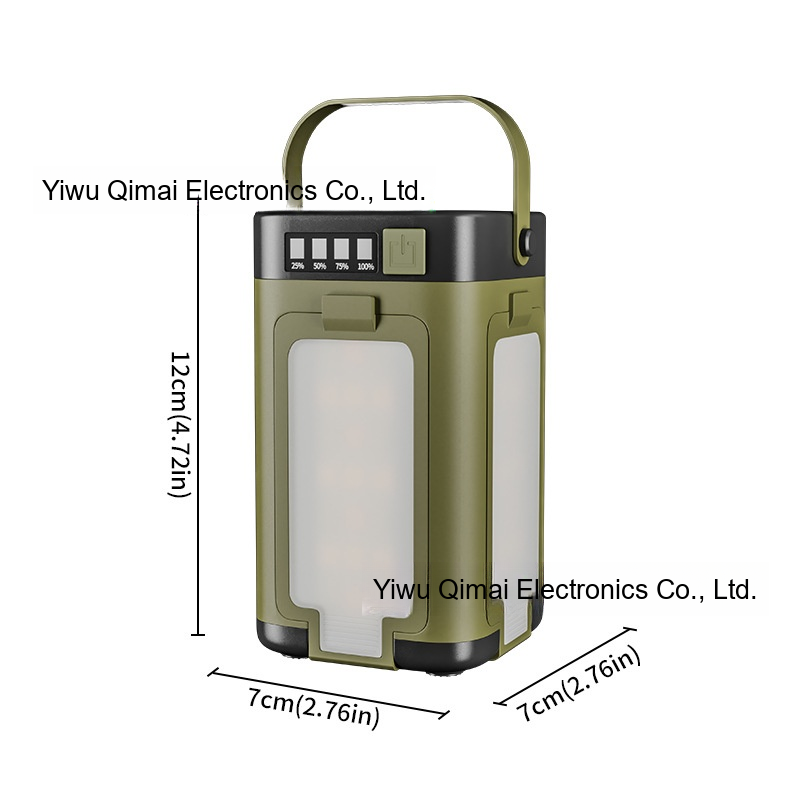 Yiwu Qimai Electronics Co., Ltd.
25% 50% 75% 100%
12cm(4.72in)
Yiwu Qimai Electronics Co., Ltd.
7cm(2.76in)
7cm(2.76in)